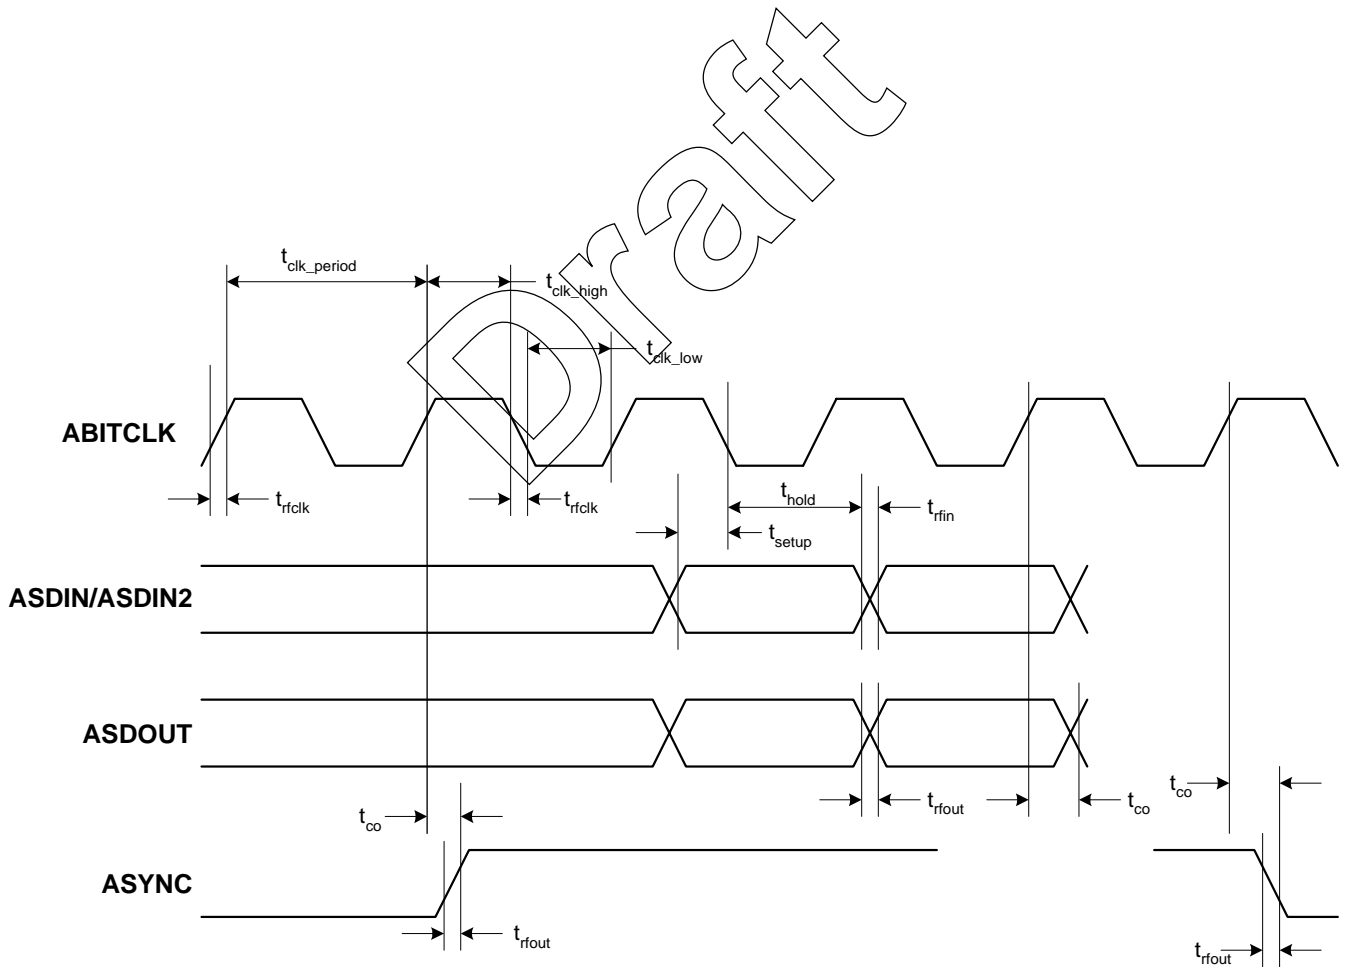 Draft
tclk_period
tclk_high
tclk_low
ABITCLK
trfclk
trfclk
thold
trfin
tsetup
ASDIN/ASDIN2
ASDOUT
tco
trfout
tco
tco
ASYNC
trfout
trfout